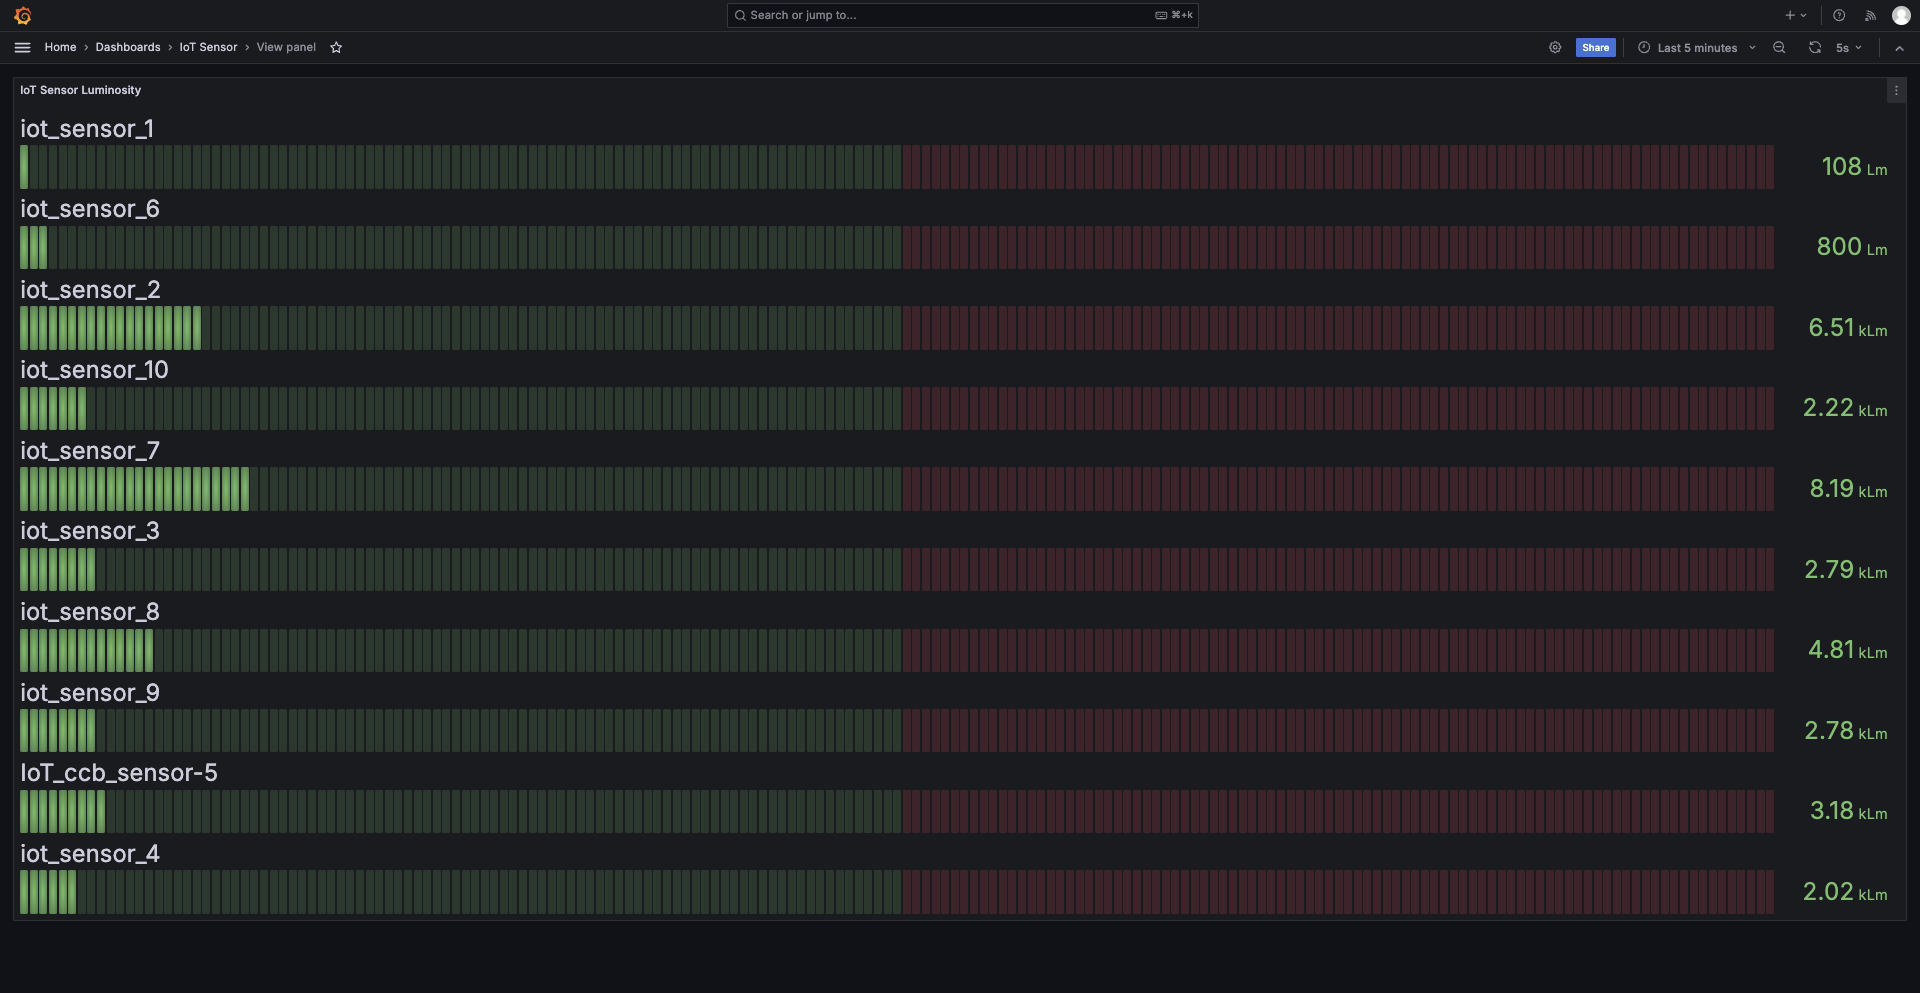 Search or jump to...
⌘+k
Home › Dashboards › IoT Sensor › View panel
Share
Last 5 minutes
5s
IoT Sensor Luminosity
iot_sensor_1
108 Lm
iot_sensor_6
800 Lm
iot_sensor_2
6.51 kLm
iot_sensor_10
2.22 kLm
iot_sensor_7
8.19 kLm
iot_sensor_3
2.79 kLm
iot_sensor_8
4.81 kLm
iot_sensor_9
2.78 kLm
IoT_ccb_sensor-5
3.18 kLm
iot_sensor_4
2.02 kLm